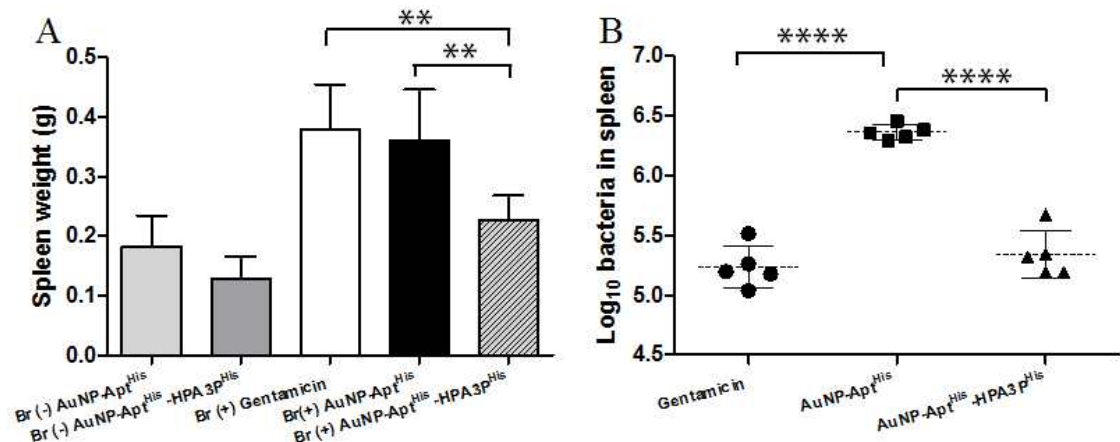 A
**
**
Spleen weight (g)
0.5
0.4
0.3
0.2
0.1
0.0
Br (-) AuNP-Apt^His
Br (-) AuNP-Apt^His -HPA3P^His
Br (+) Gentamicin
Br(+) AuNP-Apt^His
Br (+) AuNP-Apt^His -HPA3P^His
B
****
****
Log₁₀ bacteria in spleen
7.0
6.5
6.0
5.5
5.0
4.5
Gentamicin
AuNP-Apt^His
AuNP-Apt^His -HPA3P^His